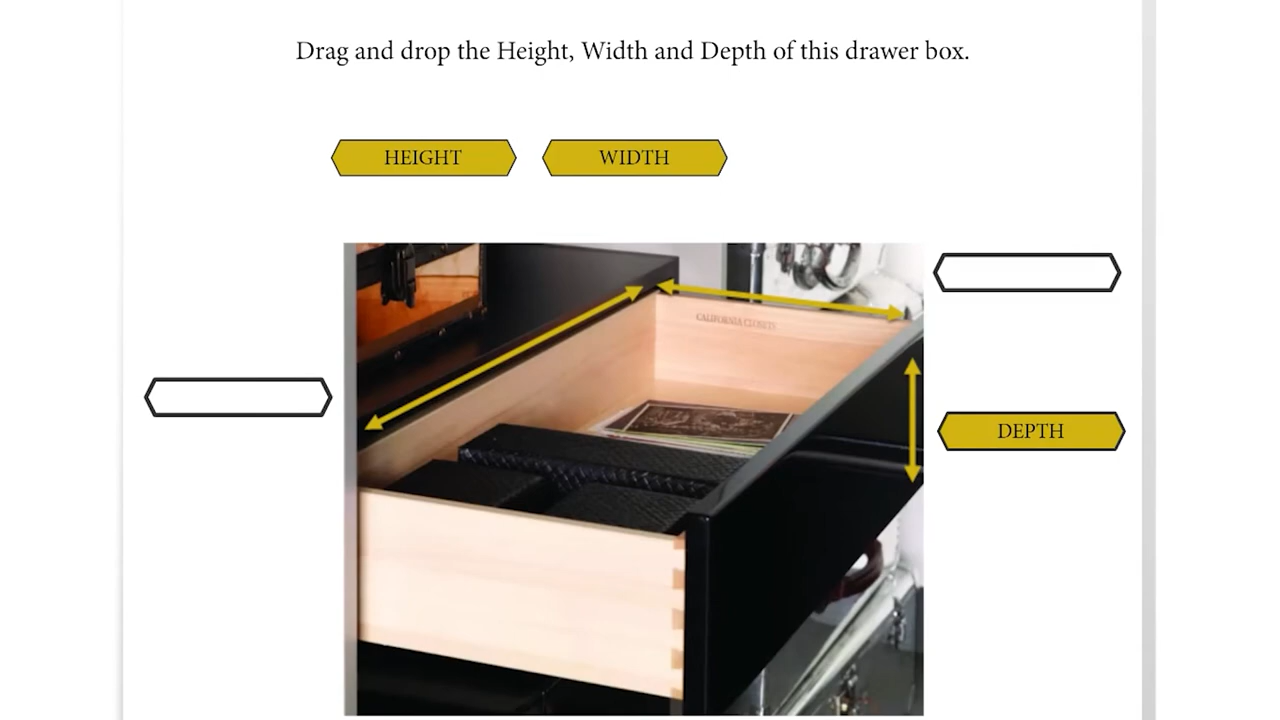 Drag and drop the Height, Width and Depth of this drawer box.
HEIGHT
WIDTH
CALIFORNIA CLOSETS
DEPTH